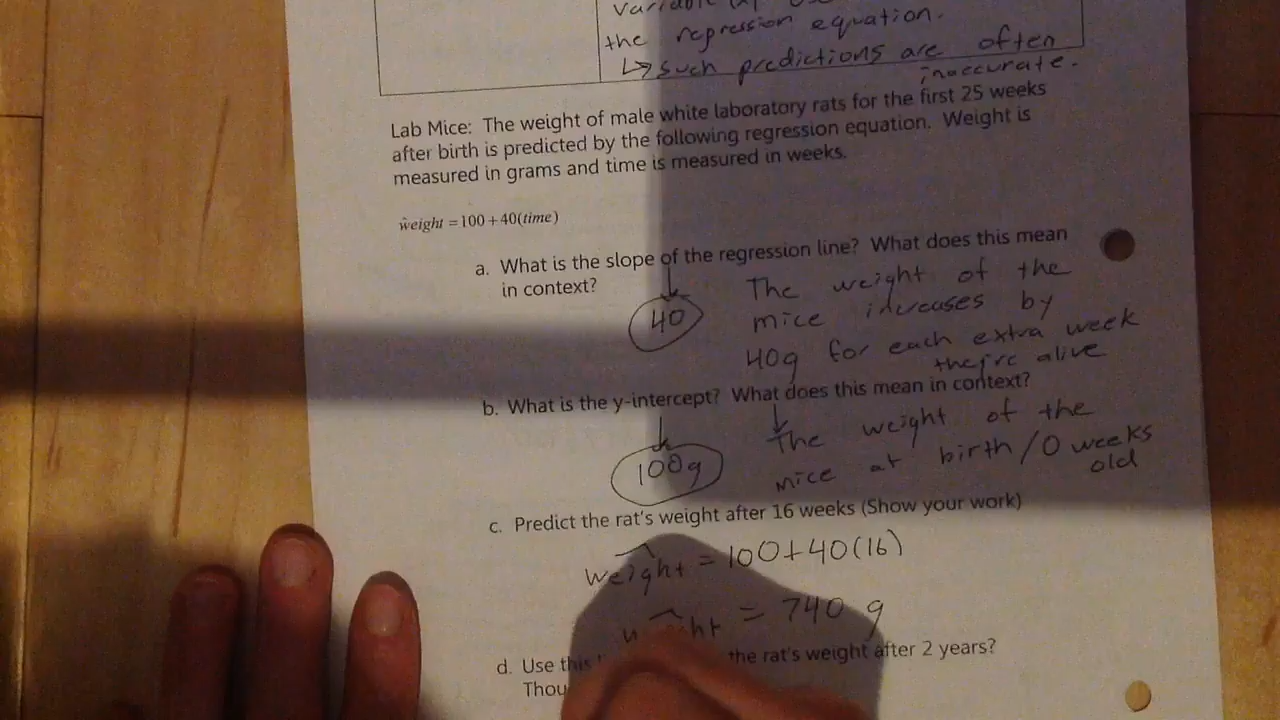 the regression equation.
↳ such predictions are often
inaccurate.
Lab Mice: The weight of male white laboratory rats for the first 25 weeks
after birth is predicted by the following regression equation. Weight is
measured in grams and time is measured in weeks.
ŵeight = 100 + 40(time)
a. What is the slope of the regression line? What does this mean
in context?
40
The weight of the
mice increases by
40g for each extra week
they're alive
b. What is the y-intercept? What does this mean in context?
100g
The weight of the
mice at birth/0 weeks
old
c. Predict the rat's weight after 16 weeks (Show your work)
weight = 100+40(16)
= 740 g
d. Use this the rat's weight after 2 years?